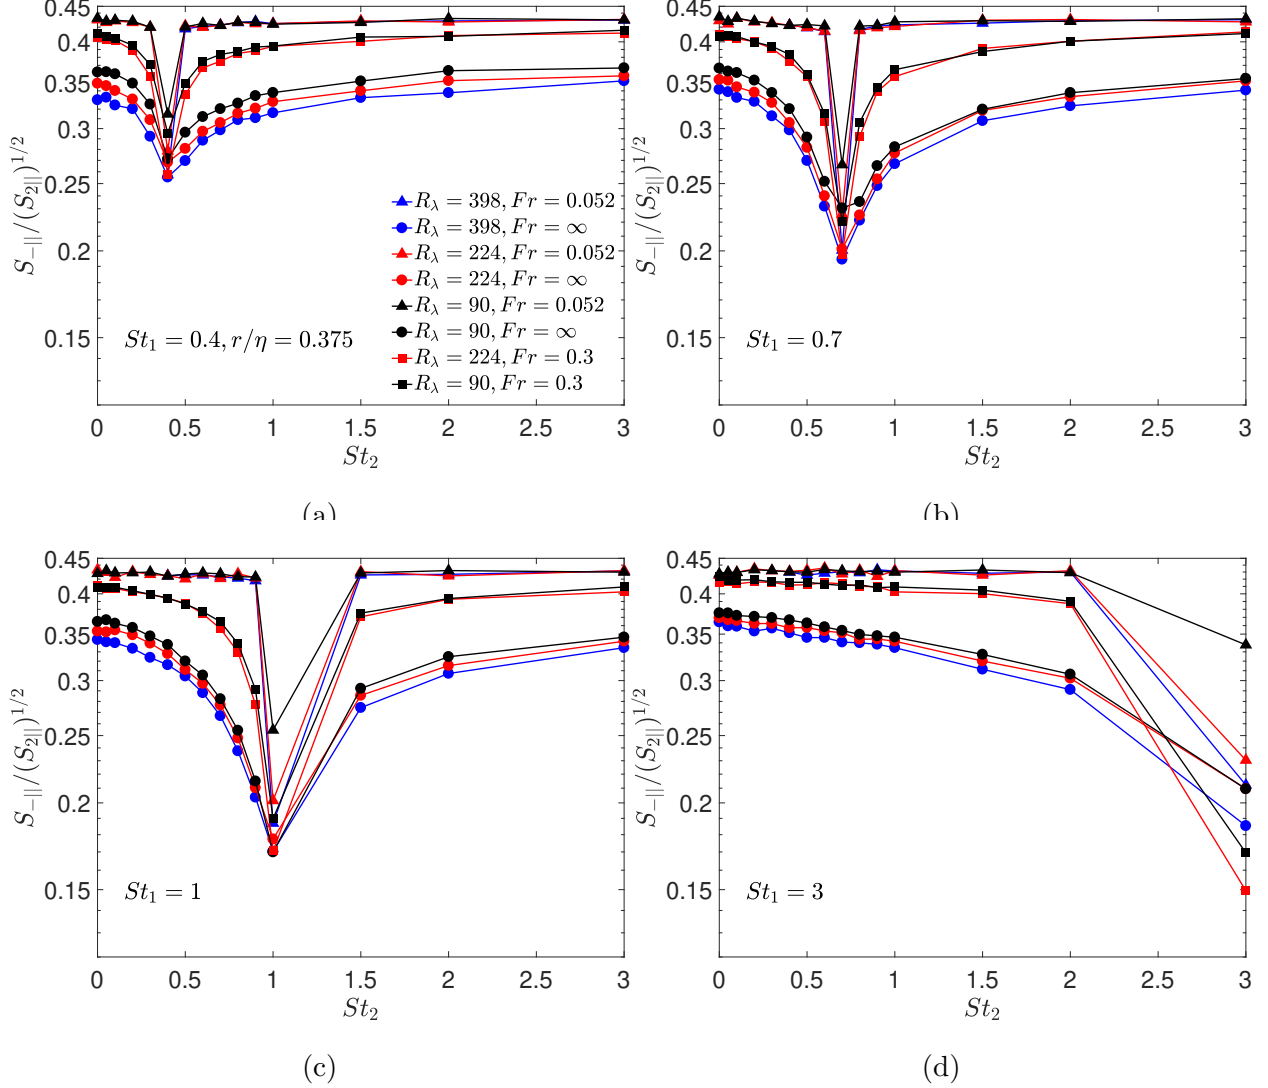 0.45
0.4
0.35
0.3
0.25
0.2
0.15
S_{-||}/(S_{2||})^{1/2}
R_λ = 398, Fr = 0.052
R_λ = 398, Fr = ∞
R_λ = 224, Fr = 0.052
R_λ = 224, Fr = ∞
R_λ = 90, Fr = 0.052
R_λ = 90, Fr = ∞
R_λ = 224, Fr = 0.3
R_λ = 90, Fr = 0.3
St_1 = 0.4, r/η = 0.375
0 0.5 1 1.5 2 2.5 3
St_2
(a)
0.45
0.4
0.35
0.3
0.25
0.2
0.15
S_{-||}/(S_{2||})^{1/2}
St_1 = 0.7
0 0.5 1 1.5 2 2.5 3
St_2
(b)
0.45
0.4
0.35
0.3
0.25
0.2
0.15
S_{-||}/(S_{2||})^{1/2}
St_1 = 1
0 0.5 1 1.5 2 2.5 3
St_2
(c)
0.45
0.4
0.35
0.3
0.25
0.2
0.15
S_{-||}/(S_{2||})^{1/2}
St_1 = 3
0 0.5 1 1.5 2 2.5 3
St_2
(d)